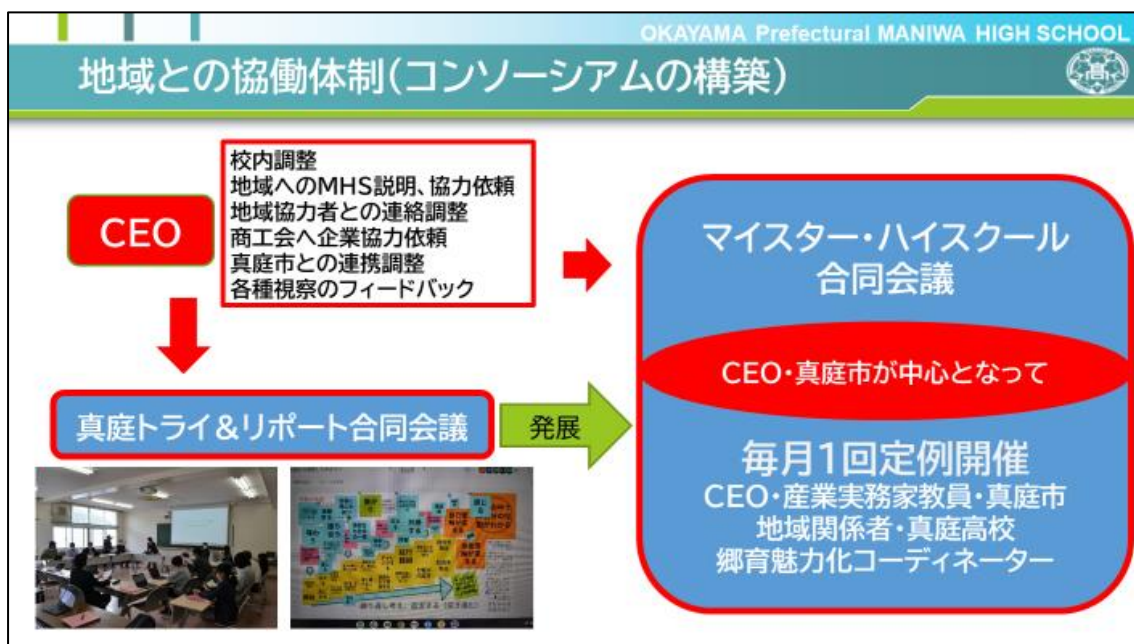 OKAYAMA Prefectural MANIWA HIGH SCHOOL
地域との協働体制(コンソーシアムの構築)
CEO
校内調整
地域へのMHS説明、協力依頼
地域協力者との連絡調整
商工会へ企業協力依頼
真庭市との連携調整
各種視察のフィードバック
マイスター・ハイスクール
合同会議
CEO・真庭市が中心となって
真庭トライ&リポート合同会議
発展
毎月1回定例開催
CEO・産業実務家教員・真庭市
地域関係者・真庭高校
郷育魅力化コーディネーター